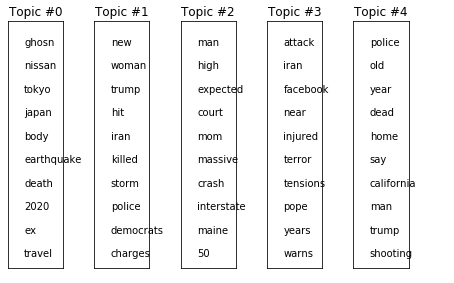 Topic #0 Topic #1 Topic #2 Topic #3 Topic #4
ghosn new man attack police
nissan woman high iran old
tokyo trump expected facebook year
japan hit court near dead
body iran mom injured home
earthquake killed massive terror say
death storm crash tensions california
2020 police interstate pope man
ex democrats maine years trump
travel charges 50 warns shooting